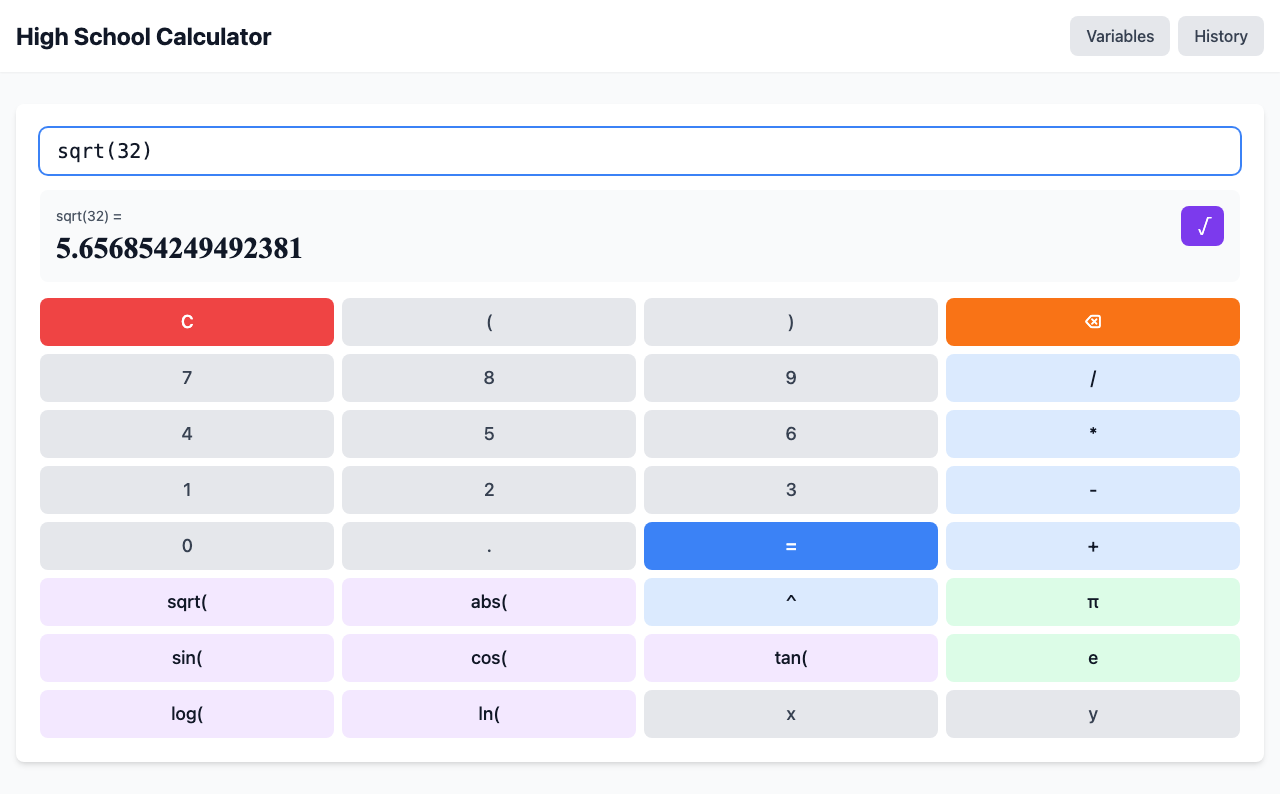 High School Calculator
Variables History
sqrt(32)
sqrt(32) =
5.656854249492381
√
C ( ) ⌫
7 8 9 /
4 5 6 *
1 2 3 -
0 . = +
sqrt( abs( ^ π
sin( cos( tan( e
log( ln( x y